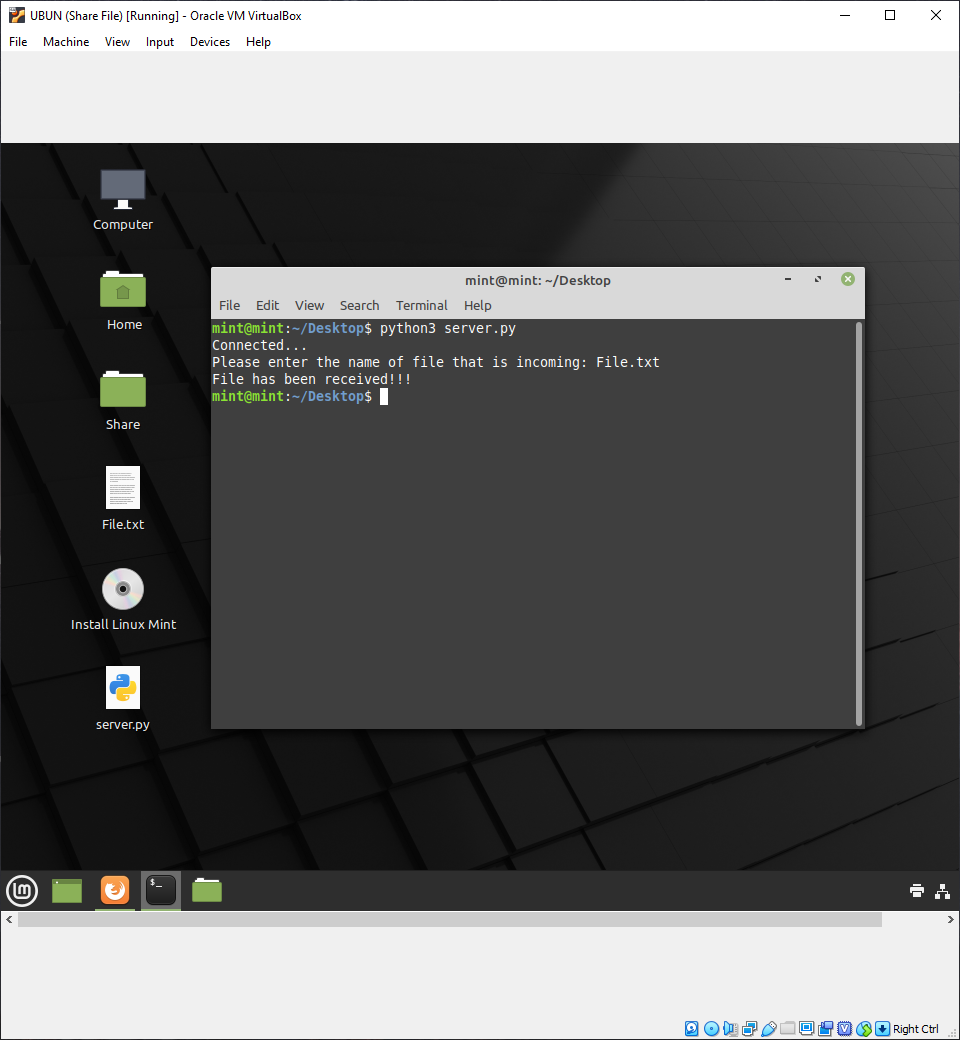 UBUN (Share File) [Running] - Oracle VM VirtualBox
File Machine View Input Devices Help
Computer
Home
Share
File.txt
Install Linux Mint
server.py
mint@mint: ~/Desktop
File Edit View Search Terminal Help
mint@mint:~/Desktop$ python3 server.py
Connected...
Please enter the name of file that is incoming: File.txt
File has been received!!!
mint@mint:~/Desktop$
$_
Right Ctrl